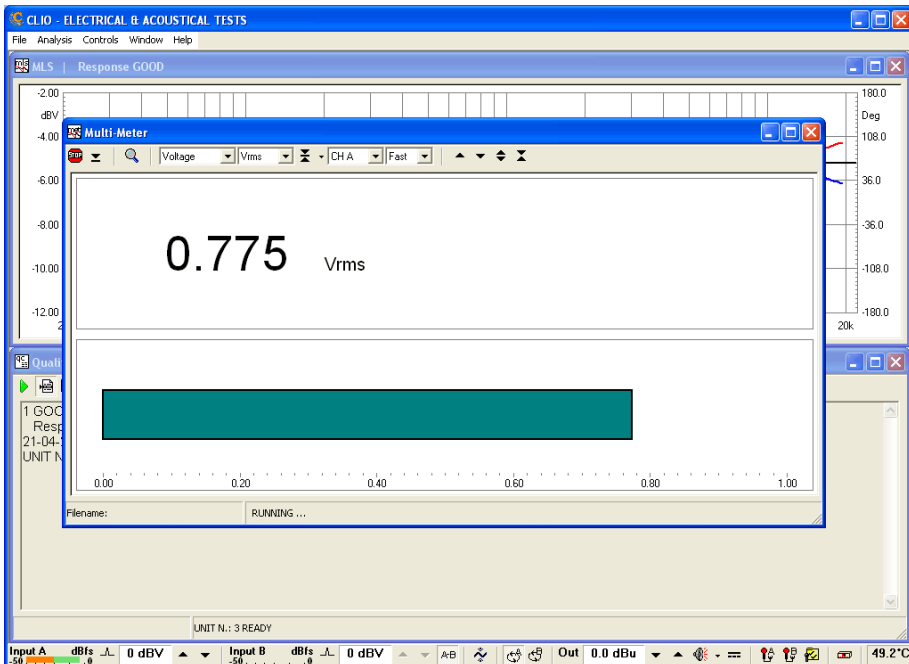 CLIO - ELECTRICAL & ACOUSTICAL TESTS
File Analysis Controls Window Help
MLS | Response GOOD
-2.00
dBV
-4.00
-6.00
-8.00
-10.00
-12.00
180.0
Deg
108.0
36.0
-36.0
-108.0
-180.0
20k
Multi-Meter
STOP Voltage Vrms CH A Fast
0.775 Vrms
0.00 0.20 0.40 0.60 0.80 1.00
Filename: RUNNING ...
1 GOO
Resp
21-04-
UNIT N
UNIT N.: 3 READY
Input A dBfs 0 dBV Input B dBfs 0 dBV A-B Out 0.0 dBu 49.2°C
-50 0 -50 0